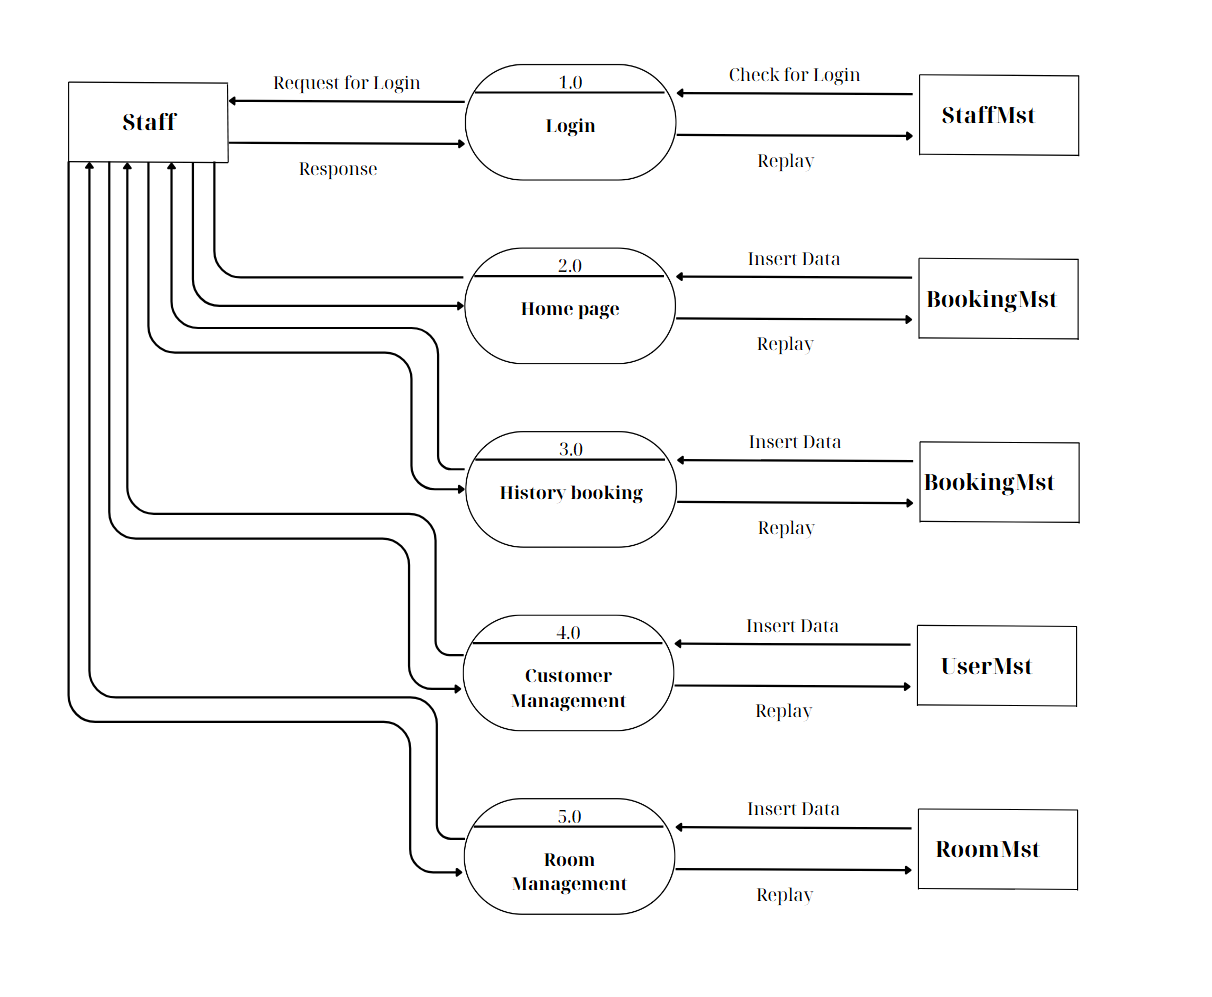 Request for Login
1.0
Check for Login
Staff
Login
StaffMst
Response
Replay
2.0
Insert Data
Home page
BookingMst
Replay
3.0
Insert Data
History booking
BookingMst
Replay
4.0
Insert Data
Customer
Management
UserMst
Replay
5.0
Insert Data
Room
Management
RoomMst
Replay